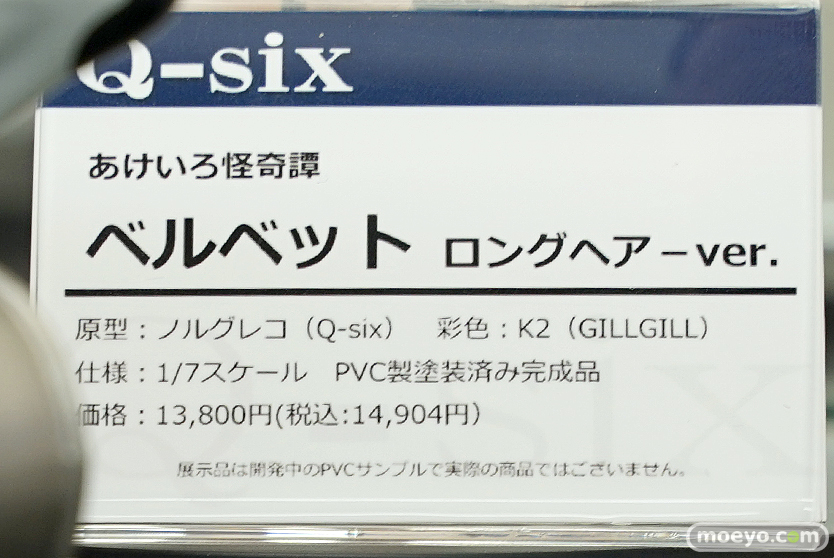 Q-six
あけいろ怪奇譚
ベルベット ロングヘアーver.
原型：ノルグレコ（Q-six） 彩色：K2（GILLGILL）
仕様：1/7スケール PVC製塗装済み完成品
価格：13,800円(税込:14,904円）
展示品は開発中のPVCサンプルで実際の商品ではございません。
moeyo.com